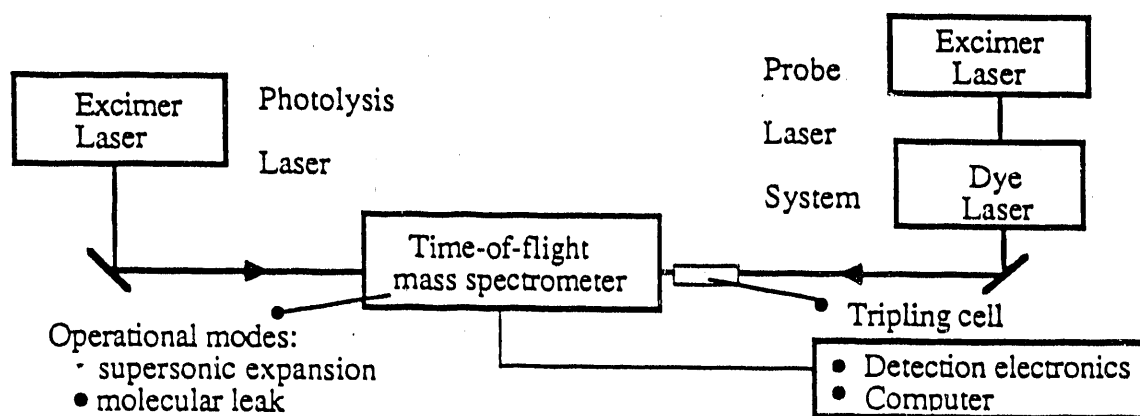 Excimer
Laser
Photolysis
Laser
Probe
Laser
System
Excimer
Laser
Dye
Laser
Time-of-flight
mass spectrometer
Tripling cell
Operational modes:
· supersonic expansion
● molecular leak
● Detection electronics
● Computer